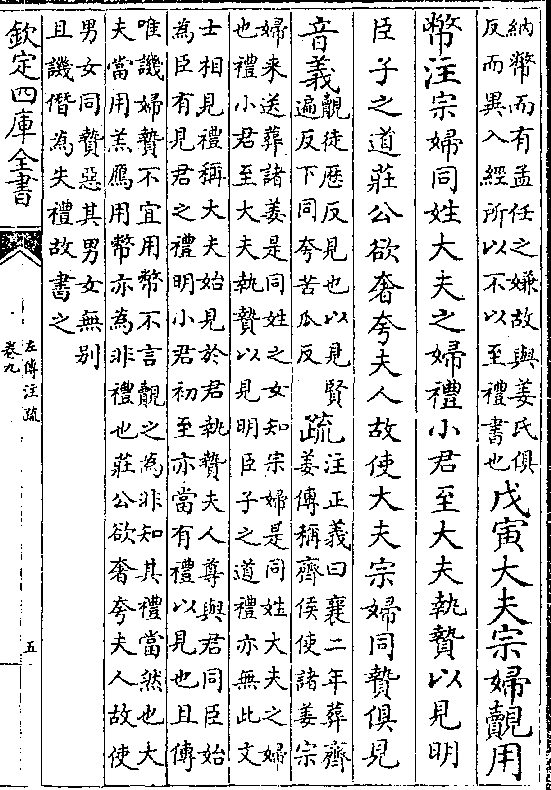 納幣而有孟任之嫌故與姜氏俱
反而異入經所以不以至禮書也
戊寅大夫宗婦覿用
幣注宗婦同姓大夫之婦禮小君至大夫執贄以見明
臣子之道莊公欲奢夸夫人故使大夫宗婦同贄俱見
音義
覿徒歷反見也以見賢
遍反下同夸苦瓜反
疏
注正義曰襄二年葬齊
姜傳稱齊侯使諸姜宗
婦来送葬諸姜是同姓之女知宗婦是同姓大夫之婦
也禮小君至大夫執贄以見明臣子之道禮亦無此文
士相見禮稱大夫始見於君執贄夫人尊與君同臣始
為臣有見君之禮明小君初至亦當有禮以見也且傳
唯譏婦贄不宜用幣不言覿之為非知其禮當然也大
夫當用羔鴈用幣亦為非禮也莊公欲奢夸夫人故使
男女同贄惡其男女無别
且譏僭為失禮故書之
欽定四庫全書
左傳注疏
卷九
五